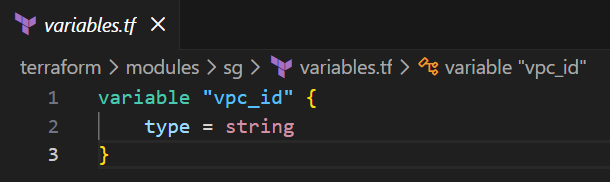 variables.tf
terraform > modules > sg > variables.tf > variable "vpc_id"
1 variable "vpc_id" {
2     type = string
3 }